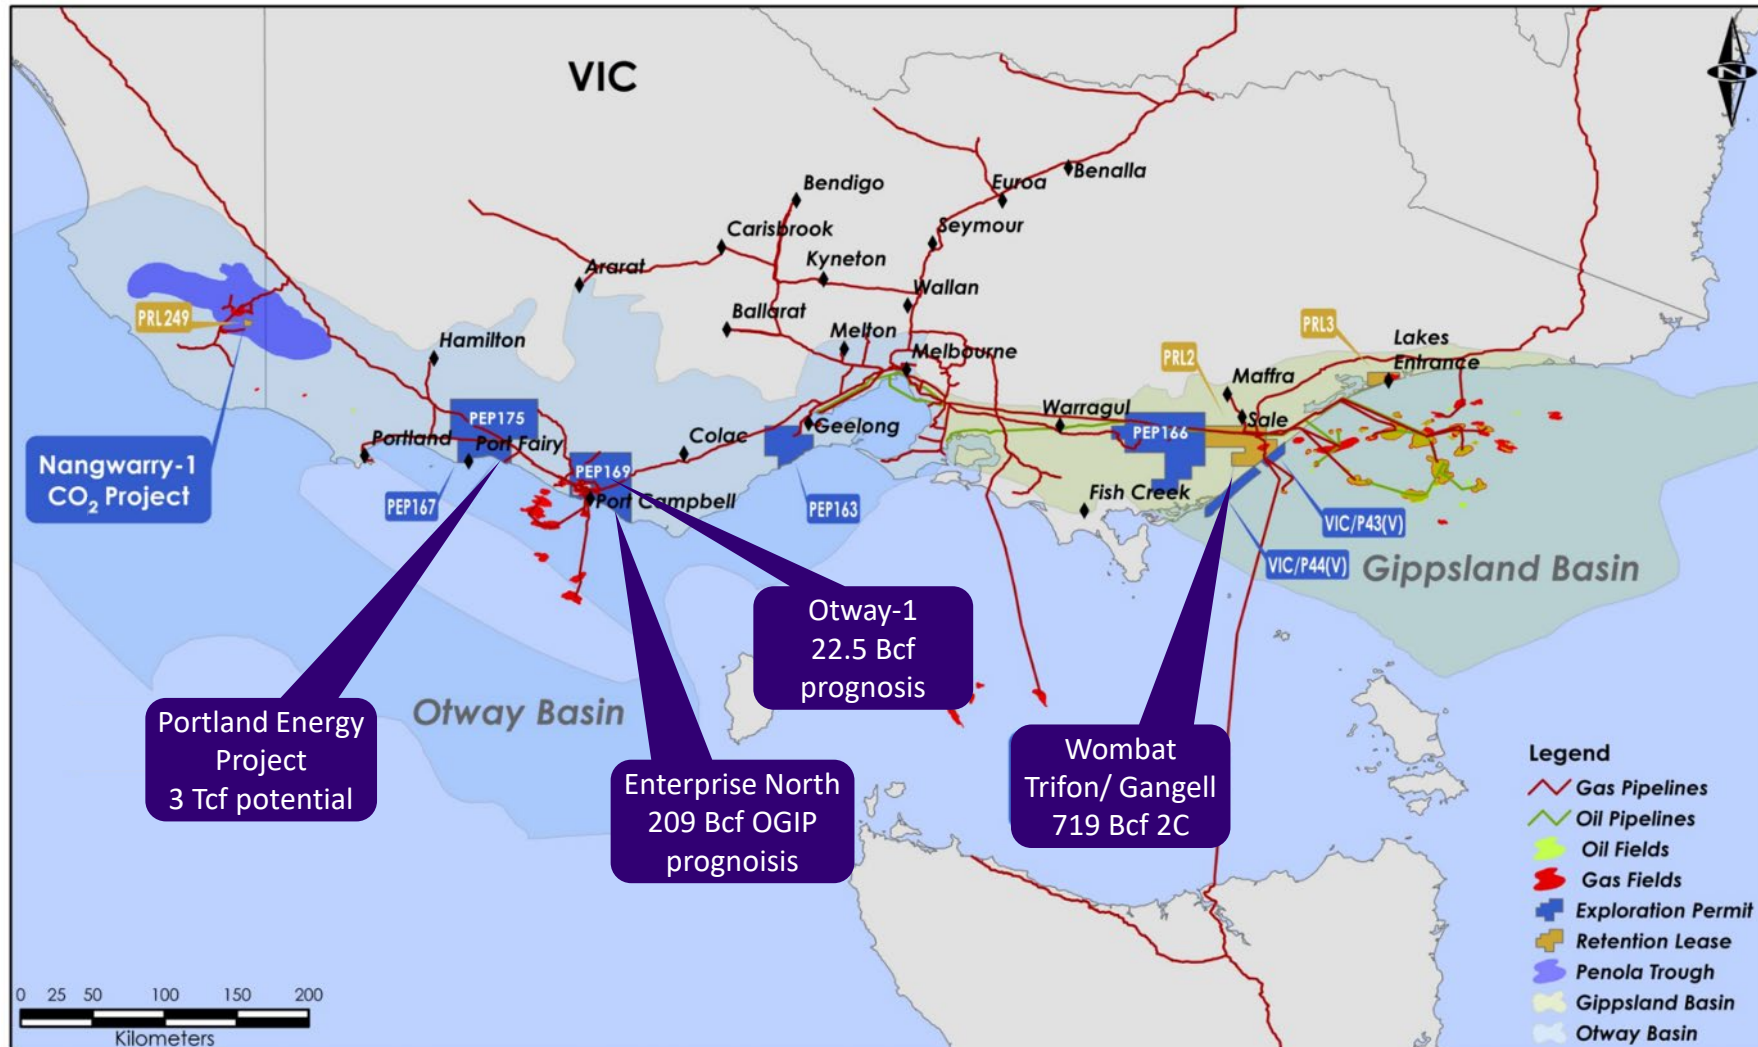 VIC
N
Bendigo
Euroa
Benalla
Carisbrook
Seymour
Ararat
Kyneton
Wallan
PRL249
Ballarat
Melton
Hamilton
Melbourne
PRL3
Lakes
Entrance
PRL2
Maffra
Nangwarry-1
CO₂ Project
PEP175
Portland
Port Fairy
PEP167
PEP169
Port Campbell
Colac
Geelong
PEP163
Warragul
PEP166
Sale
Fish Creek
VIC/P43(V)
VIC/P44(V)
Gippsland Basin
Otway Basin
Otway-1
22.5 Bcf
prognosis
Portland Energy
Project
3 Tcf potential
Enterprise North
209 Bcf OGIP
prognoisis
Wombat
Trifon/ Gangell
719 Bcf 2C
Legend
Gas Pipelines
Oil Pipelines
Oil Fields
Gas Fields
Exploration Permit
Retention Lease
Penola Trough
Gippsland Basin
Otway Basin
0 25 50 100 150 200
Kilometers